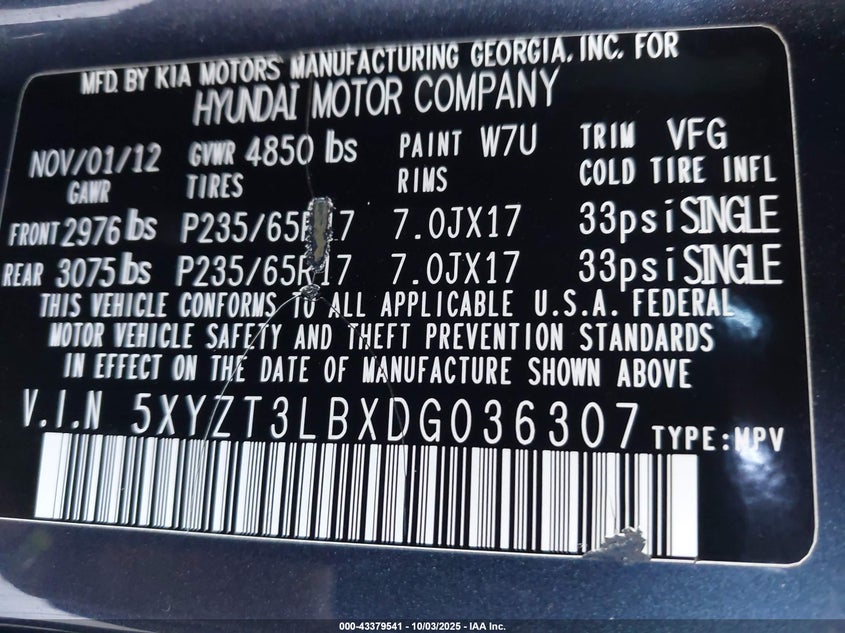 MFD. BY KIA MOTORS MANUFACTURING GEORGIA, INC. FOR
HYUNDAI MOTOR COMPANY
NOV/01/12 GVWR 4850 lbs PAINT W7U TRIM VFG
GAWR TIRES RIMS COLD TIRE INFL
FRONT 2976 lbs P235/65R17 7.0JX17 33psi SINGLE
REAR 3075 lbs P235/65R17 7.0JX17 33psi SINGLE
THIS VEHICLE CONFORMS TO ALL APPLICABLE U.S.A. FEDERAL
MOTOR VEHICLE SAFETY AND THEFT PREVENTION STANDARDS
IN EFFECT ON THE DATE OF MANUFACTURE SHOWN ABOVE
V.I.N 5XYZT3LBXDG036307 TYPE:MPV
000-43379541 - 10/03/2025 - IAA Inc.